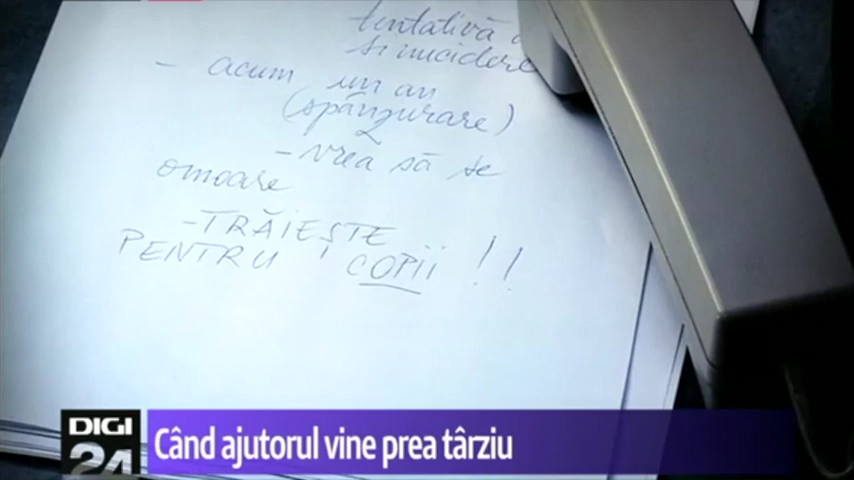 tentativă
sinucidere
- acum un an
(spânzurare)
- vrea să se
omoare
- TRĂIEȘTE
PENTRU COPII !!
DIGI
24
Când ajutorul vine prea târziu